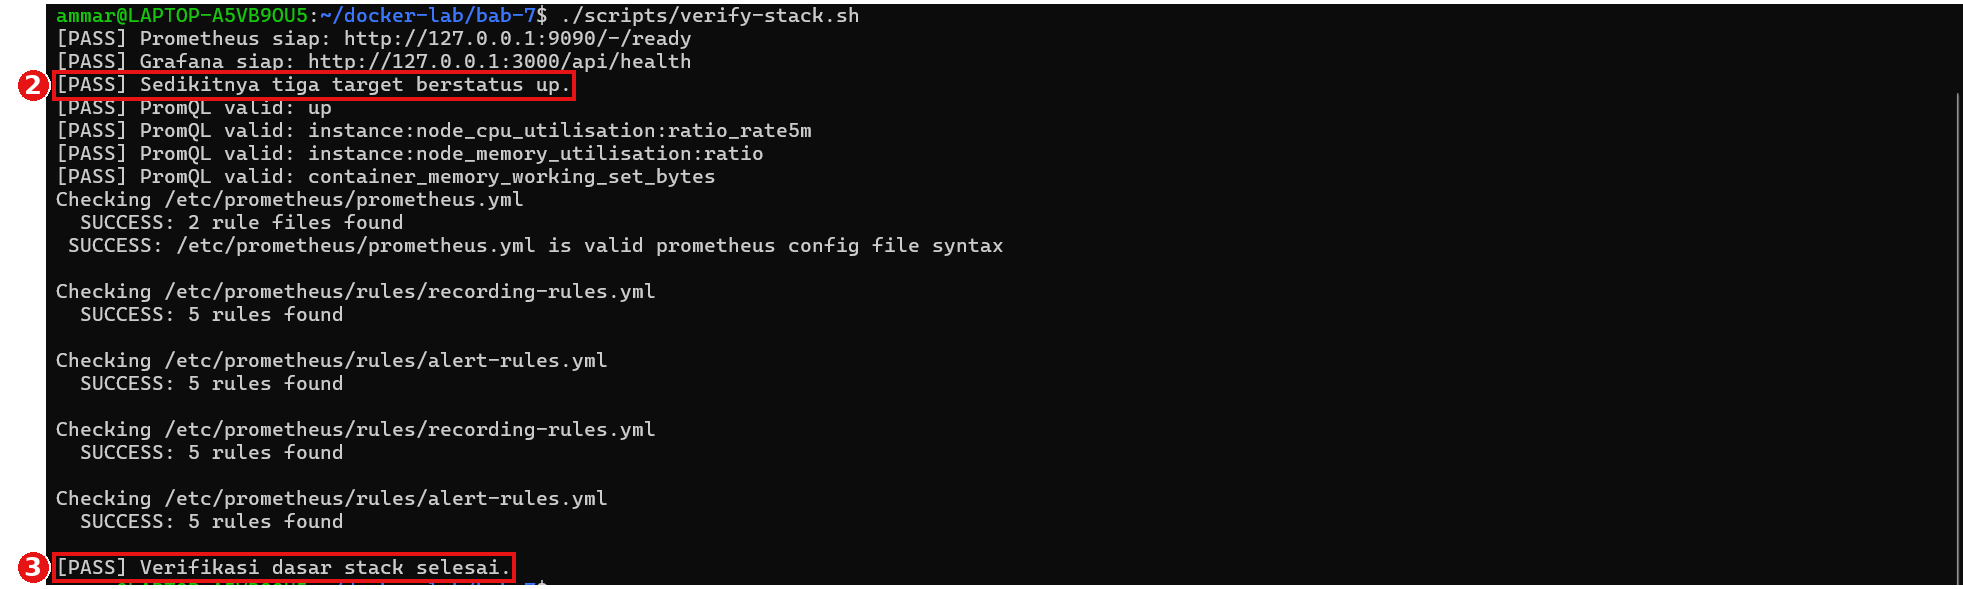 ammar@LAPTOP-A5VB9OU5:~/docker-lab/bab-7$ ./scripts/verify-stack.sh
[PASS] Prometheus siap: http://127.0.0.1:9090/-/ready
[PASS] Grafana siap: http://127.0.0.1:3000/api/health
2 [PASS] Sedikitnya tiga target berstatus up.
[PASS] PromQL valid: up
[PASS] PromQL valid: instance:node_cpu_utilisation:ratio_rate5m
[PASS] PromQL valid: instance:node_memory_utilisation:ratio
[PASS] PromQL valid: container_memory_working_set_bytes
Checking /etc/prometheus/prometheus.yml
  SUCCESS: 2 rule files found
 SUCCESS: /etc/prometheus/prometheus.yml is valid prometheus config file syntax

Checking /etc/prometheus/rules/recording-rules.yml
  SUCCESS: 5 rules found

Checking /etc/prometheus/rules/alert-rules.yml
  SUCCESS: 5 rules found

Checking /etc/prometheus/rules/recording-rules.yml
  SUCCESS: 5 rules found

Checking /etc/prometheus/rules/alert-rules.yml
  SUCCESS: 5 rules found

3 [PASS] Verifikasi dasar stack selesai.